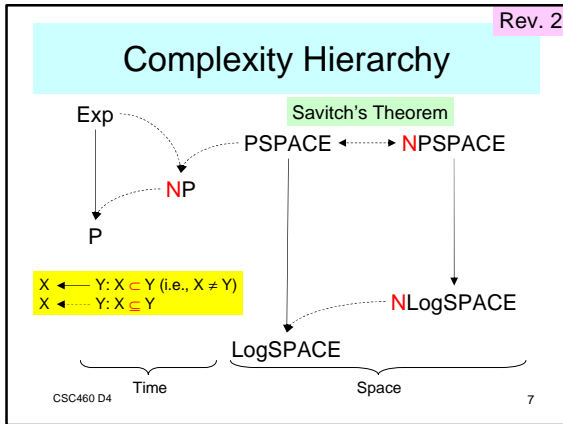 Rev. 2
Complexity Hierarchy
Exp
Savitch's Theorem
PSPACE
NPSPACE
NP
P
X Y: X ⊂ Y (i.e., X ≠ Y)
X Y: X ⊆ Y
NLogSPACE
LogSPACE
Time
Space
CSC460 D4
7